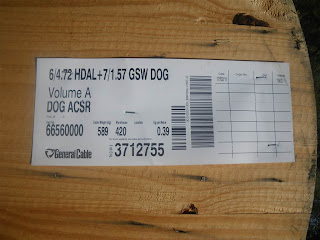 6/4.72 HDAL+7/1.57 GSW DOG
Volume A
DOG ACSR
66560000 589 420 0.39
General Cable 3712755